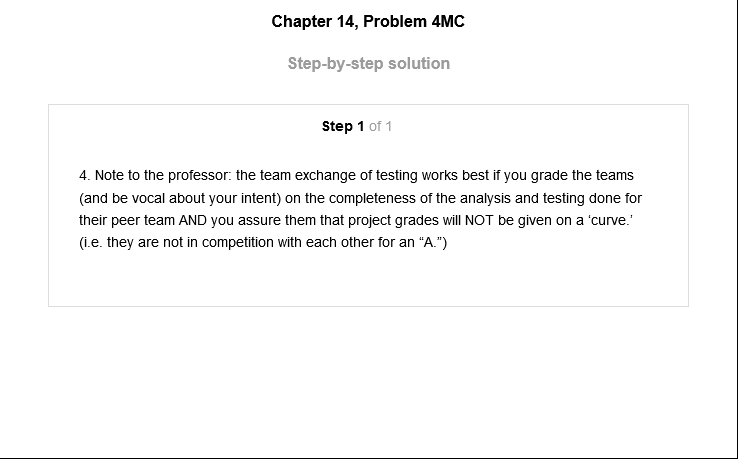 Chapter 14, Problem 4MC
Step-by-step solution
Step 1 of 1
4. Note to the professor: the team exchange of testing works best if you grade the teams
(and be vocal about your intent) on the completeness of the analysis and testing done for
their peer team AND you assure them that project grades will NOT be given on a ‘curve.’
(i.e. they are not in competition with each other for an “A.”)